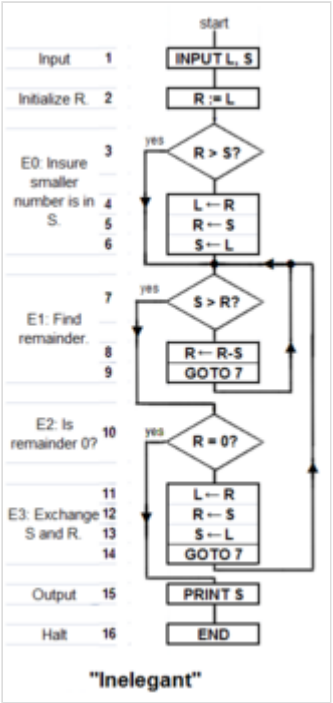 start
Input 1 INPUT L, S
Initialize R. 2 R := L
yes
3 R > S?
E0: Insure
smaller
number is in
S.
4 L ← R
5 R ← S
6 S ← L
yes
7 S > R?
E1: Find
remainder.
8 R ← R-S
9 GOTO 7
E2: Is
remainder 0?
10 yes R = 0?
11 L ← R
E3: Exchange 12 R ← S
S and R. 13 S ← L
14 GOTO 7
Output 15 PRINT S
Halt 16 END
"Inelegant"